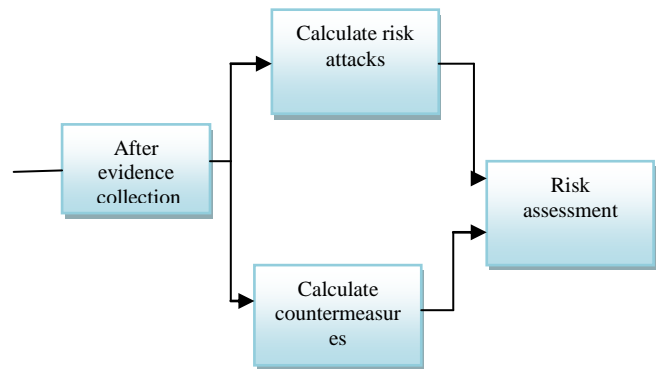 Calculate risk
attacks
After
evidence
collection
Risk
assessment
Calculate
countermeasur
es